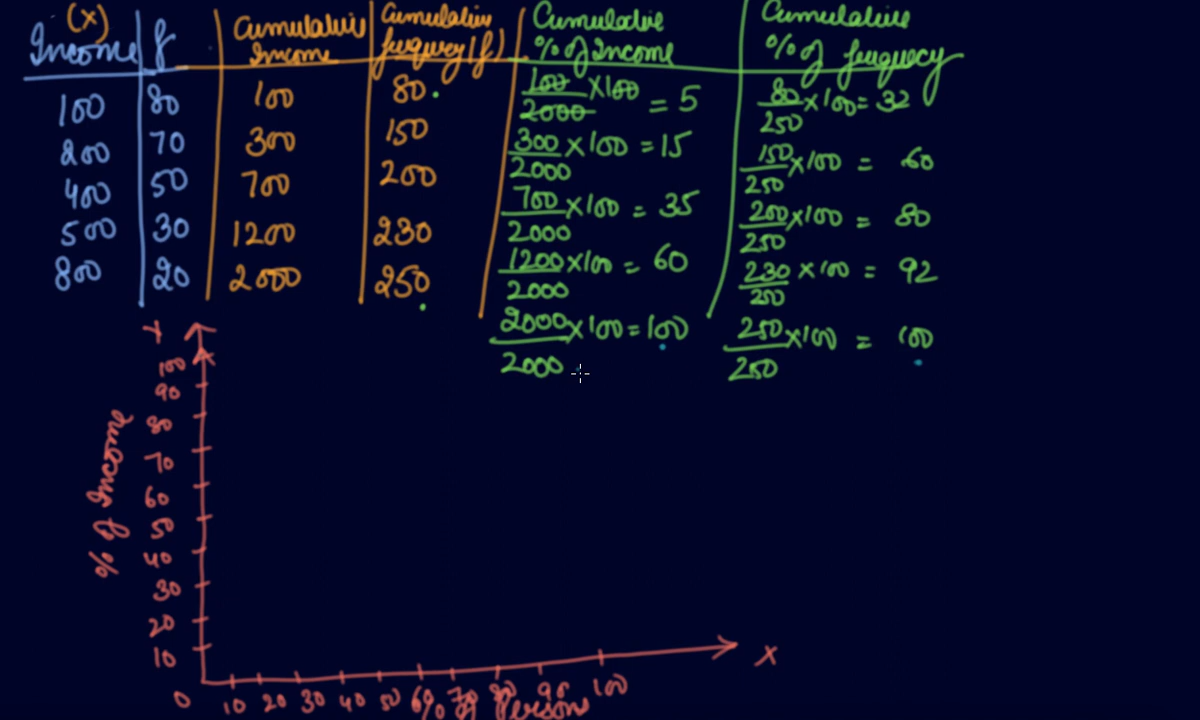 (x)
Income f Cumulative Income Cumulative frequency (f) Cumulative % of Income Cumulative % of frequency
100 80 100 80 100/2000 ×100 = 5 80/250 ×100 = 32
200 70 300 150 300/2000 ×100 = 15 150/250 ×100 = 60
400 50 700 200 700/2000 ×100 = 35 200/250 ×100 = 80
500 30 1200 230 1200/2000 ×100 = 60 230/250 ×100 = 92
800 20 2000 250 2000/2000 ×100 = 100 250/250 ×100 = 100
Y
100
90
80
70
60
50
40
30
20
10
0
% of Income
10 20 30 40 50 60 70 80 90 100
X
% of Persons